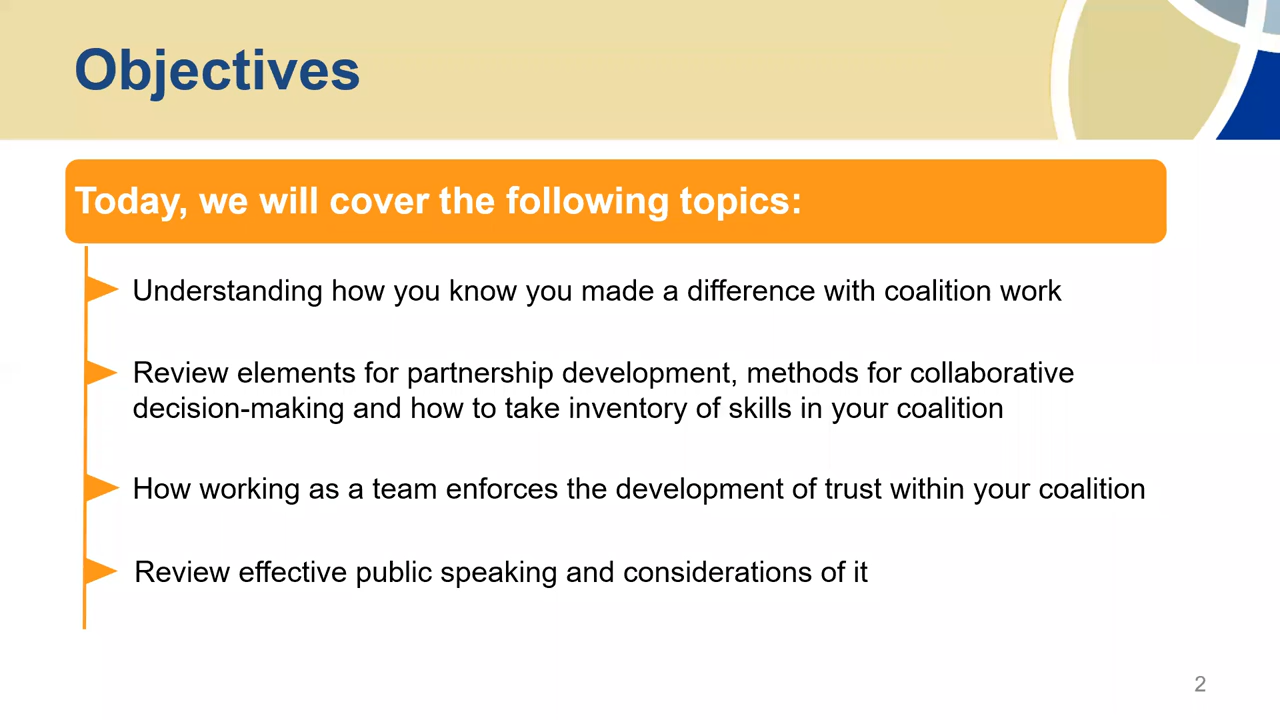 Objectives
Today, we will cover the following topics:
Understanding how you know you made a difference with coalition work
Review elements for partnership development, methods for collaborative
decision-making and how to take inventory of skills in your coalition
How working as a team enforces the development of trust within your coalition
Review effective public speaking and considerations of it
2